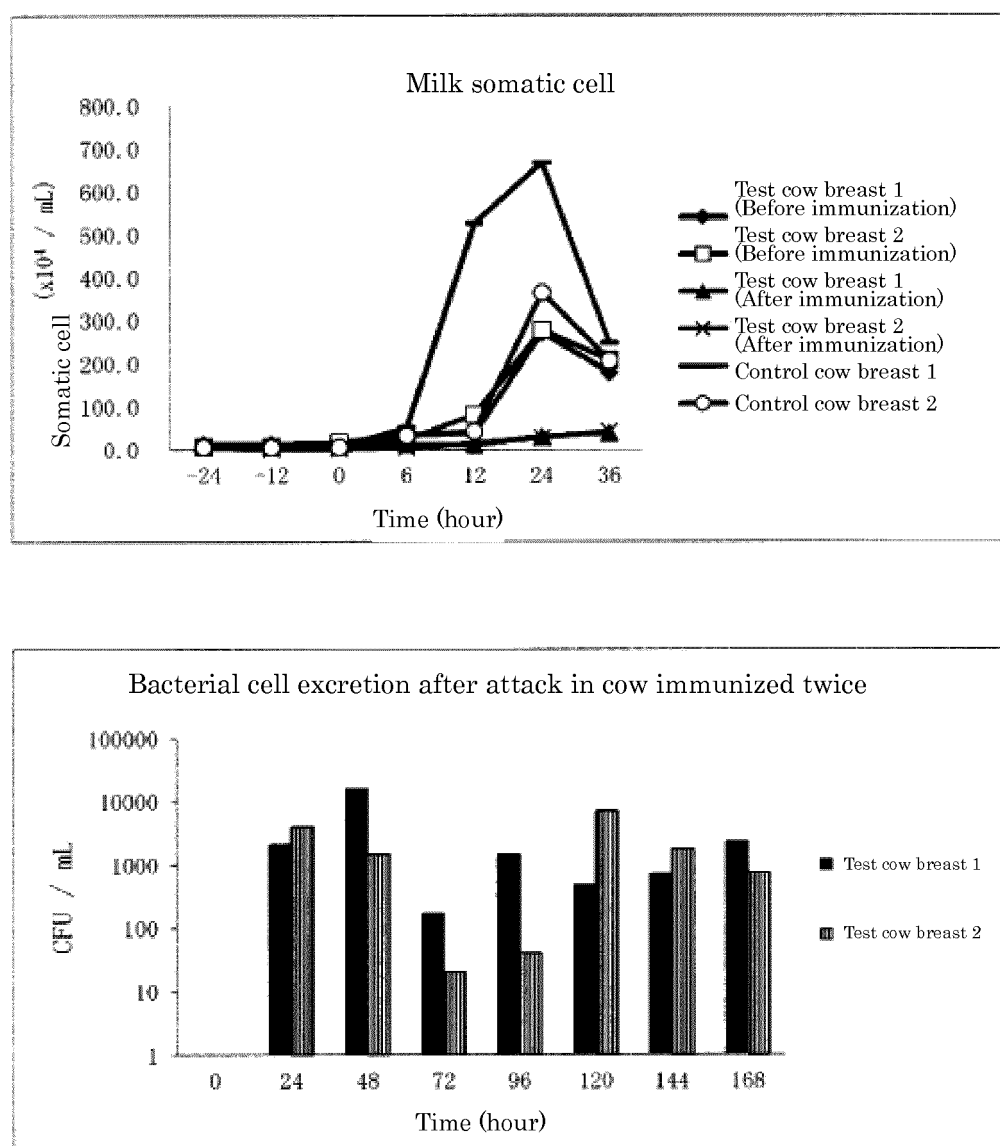 Milk somatic cell
800.0
700.0
600.0
500.0
400.0
300.0
200.0
100.0
0.0
Somatic cell (x10⁴ / mL)
-24 -12 0 6 12 24 36
Time (hour)
Test cow breast 1
(Before immunization)
Test cow breast 2
(Before immunization)
Test cow breast 1
(After immunization)
Test cow breast 2
(After immunization)
Control cow breast 1
Control cow breast 2
Bacterial cell excretion after attack in cow immunized twice
100000
10000
1000
100
10
1
CFU / mL
0 24 48 72 96 120 144 168
Time (hour)
Test cow breast 1
Test cow breast 2